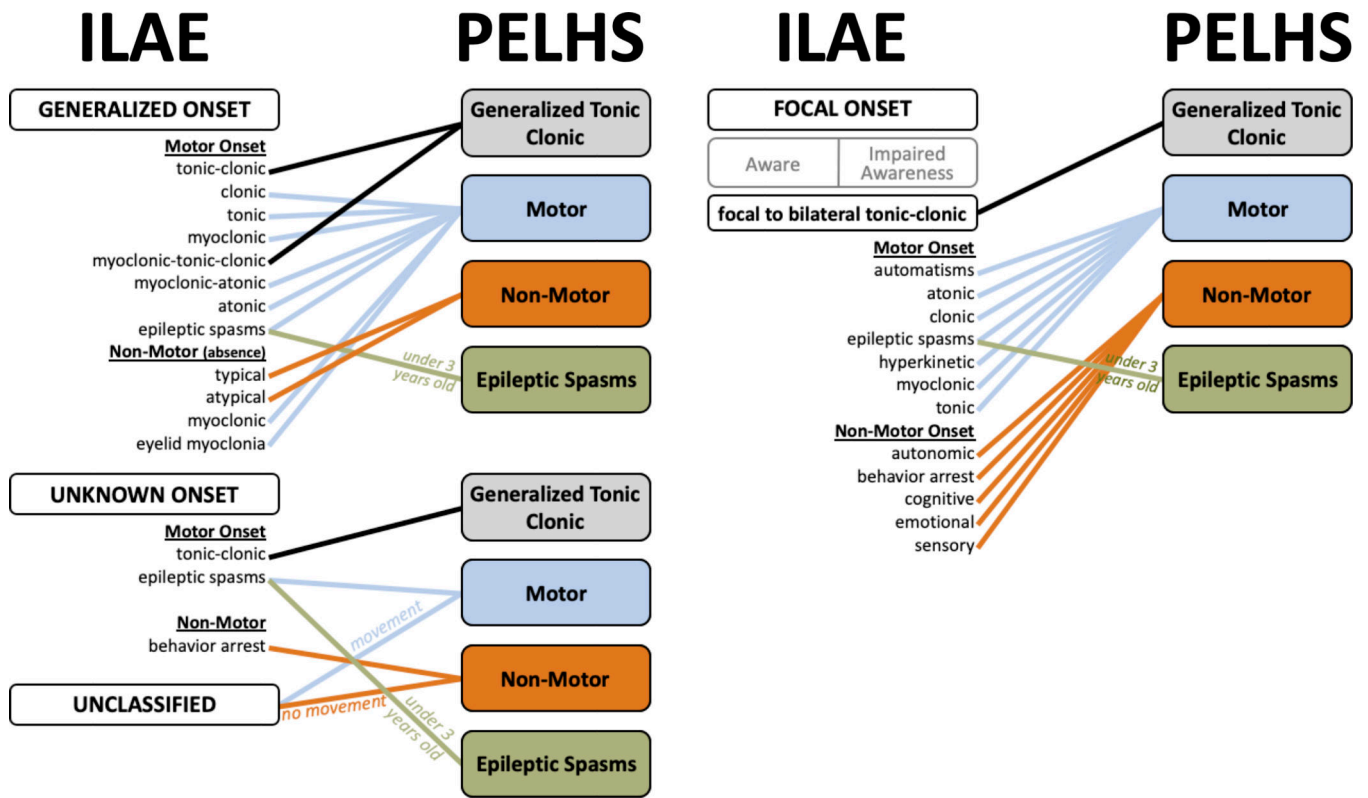 ILAE
PELHS
GENERALIZED ONSET
Motor Onset
tonic-clonic
clonic
tonic
myoclonic
myoclonic-tonic-clonic
myoclonic-atonic
atonic
epileptic spasms
Non-Motor (absence)
typical
atypical
myoclonic
eyelid myoclonia
Generalized Tonic
Clonic
Motor
Non-Motor
under 3
years old
Epileptic Spasms
UNKNOWN ONSET
Motor Onset
tonic-clonic
epileptic spasms
Non-Motor
behavior arrest
UNCLASSIFIED
movement
no movement
under 3
years old
Generalized Tonic
Clonic
Motor
Non-Motor
Epileptic Spasms
ILAE
PELHS
FOCAL ONSET
Aware
Impaired
Awareness
focal to bilateral tonic-clonic
Motor Onset
automatisms
atonic
clonic
epileptic spasms
hyperkinetic
myoclonic
tonic
Non-Motor Onset
autonomic
behavior arrest
cognitive
emotional
sensory
Generalized Tonic
Clonic
Motor
Non-Motor
under 3
years old
Epileptic Spasms